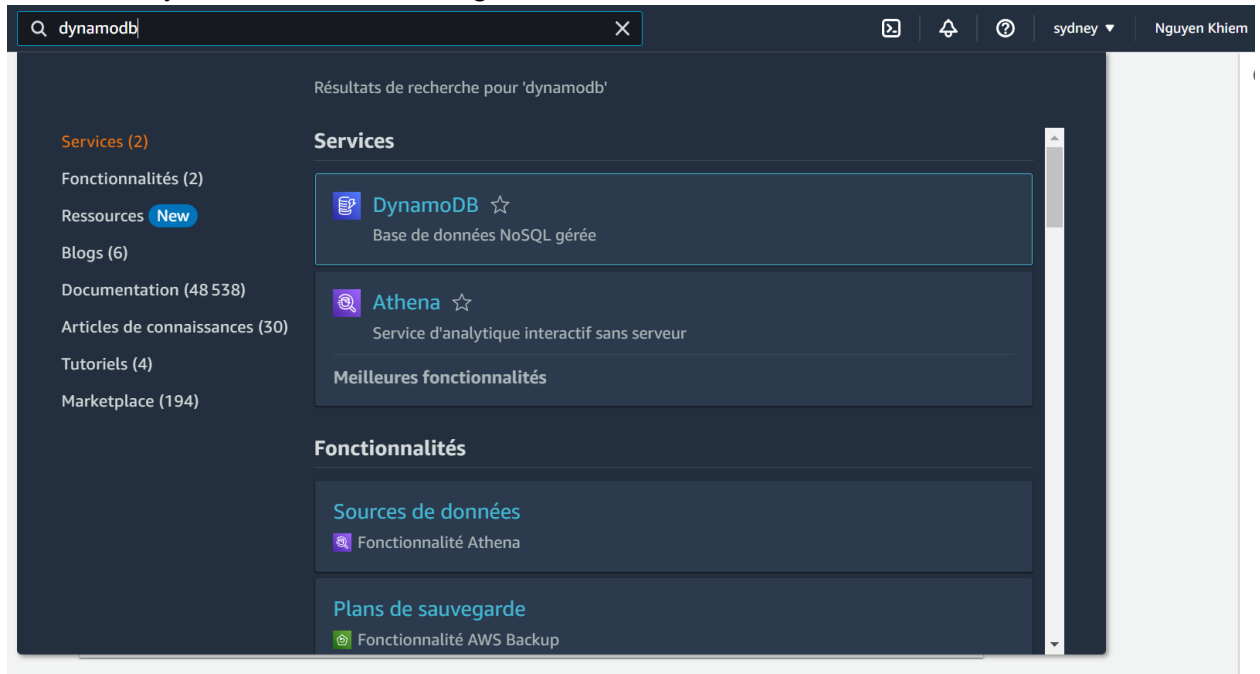 dynamodb
sydney
Nguyen Khiem
Résultats de recherche pour 'dynamodb'
Services (2)
Fonctionnalités (2)
Ressources New
Blogs (6)
Documentation (48 538)
Articles de connaissances (30)
Tutoriels (4)
Marketplace (194)
Services
DynamoDB
Base de données NoSQL gérée
Athena
Service d'analytique interactif sans serveur
Meilleures fonctionnalités
Fonctionnalités
Sources de données
Fonctionnalité Athena
Plans de sauvegarde
Fonctionnalité AWS Backup